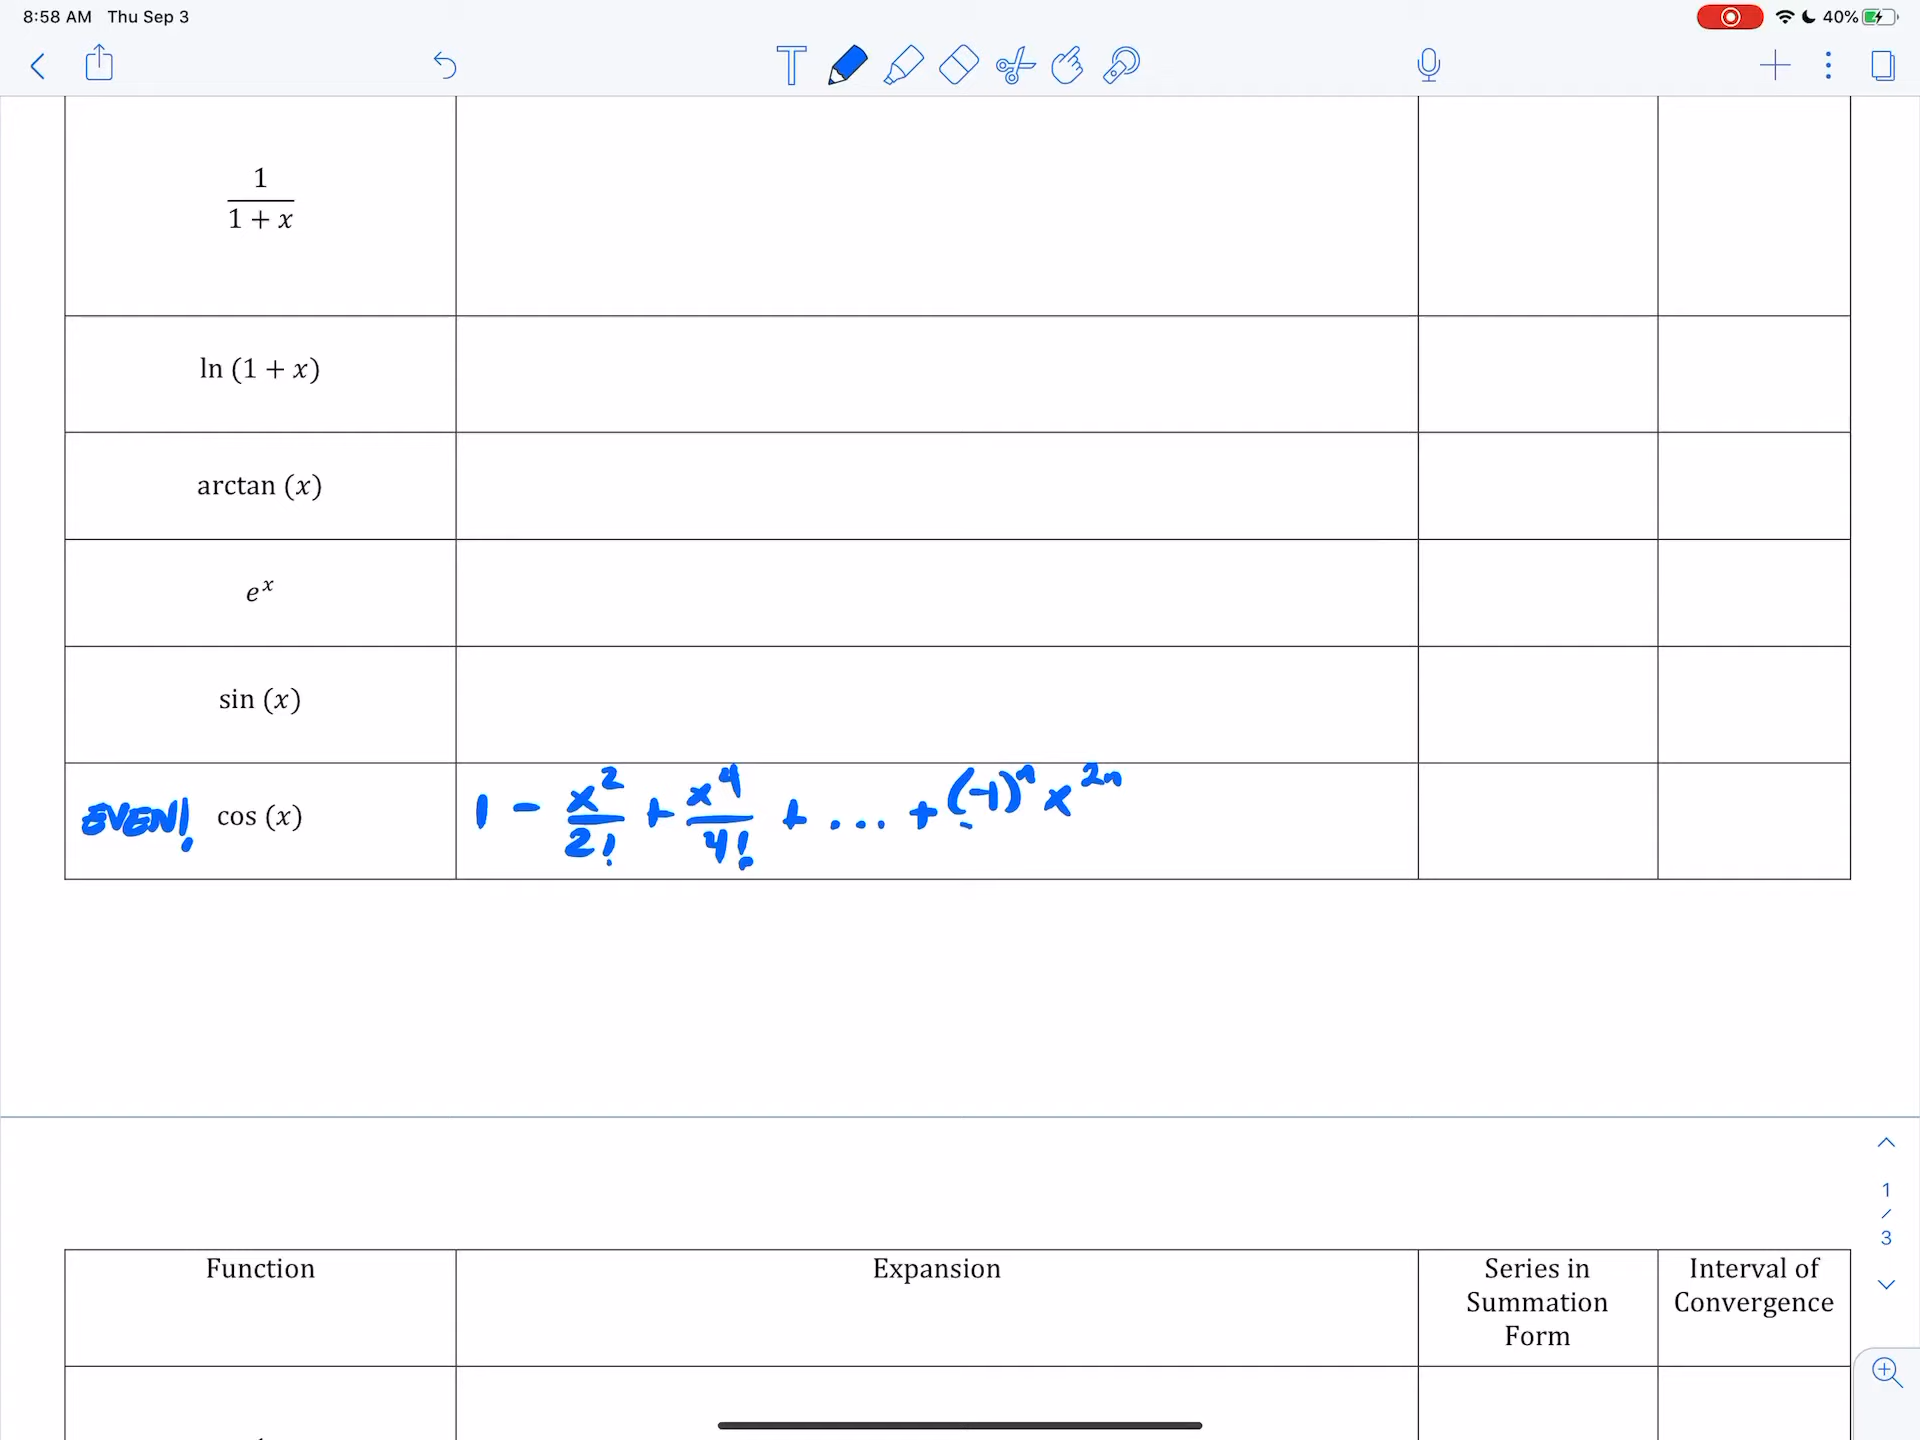 8:58 AM Thu Sep 3 40%
1
1 + x
ln (1 + x)
arctan (x)
eˣ
sin (x)
EVEN! cos (x) 1 - x²/2! + x⁴/4! + ... + (-1)ⁿ x²ⁿ
1
/
3
Function Expansion Series in Summation Form Interval of Convergence